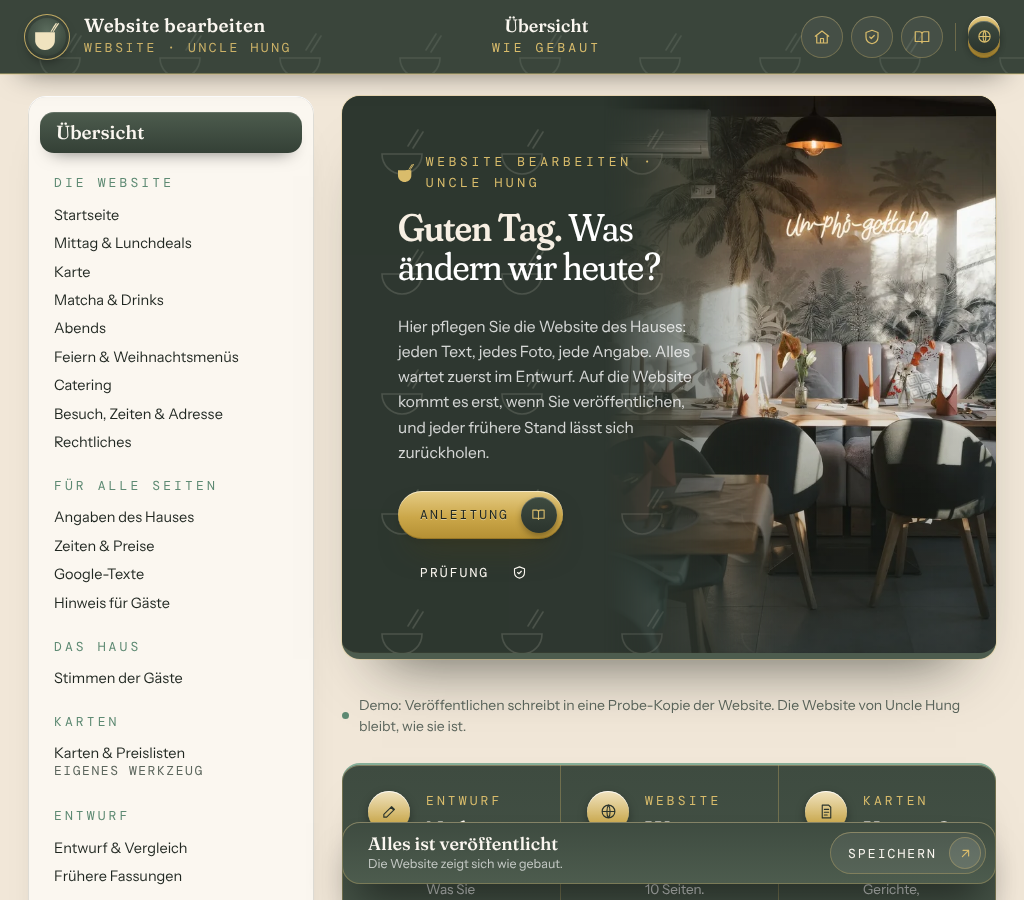 Website bearbeiten
WEBSITE · UNCLE HUNG
Übersicht
WIE GEBAUT
Übersicht
DIE WEBSITE
Startseite
Mittag & Lunchdeals
Karte
Matcha & Drinks
Abends
Feiern & Weihnachtsmenüs
Catering
Besuch, Zeiten & Adresse
Rechtliches
FÜR ALLE SEITEN
Angaben des Hauses
Zeiten & Preise
Google-Texte
Hinweis für Gäste
DAS HAUS
Stimmen der Gäste
KARTEN
Karten & Preislisten
EIGENES WERKZEUG
ENTWURF
Entwurf & Vergleich
Frühere Fassungen
WEBSITE BEARBEITEN ·
UNCLE HUNG
Guten Tag. Was
ändern wir heute?
Hier pflegen Sie die Website des Hauses:
jeden Text, jedes Foto, jede Angabe. Alles
wartet zuerst im Entwurf. Auf die Website
kommt es erst, wenn Sie veröffentlichen,
und jeder frühere Stand lässt sich
zurückholen.
ANLEITUNG
PRÜFUNG
Un-phở-gettable
Demo: Veröffentlichen schreibt in eine Probe-Kopie der Website. Die Website von Uncle Hung
bleibt, wie sie ist.
ENTWURF
WEBSITE
KARTEN
Alles ist veröffentlicht
Die Website zeigt sich wie gebaut.
SPEICHERN
Was Sie
10 Seiten.
Gerichte,